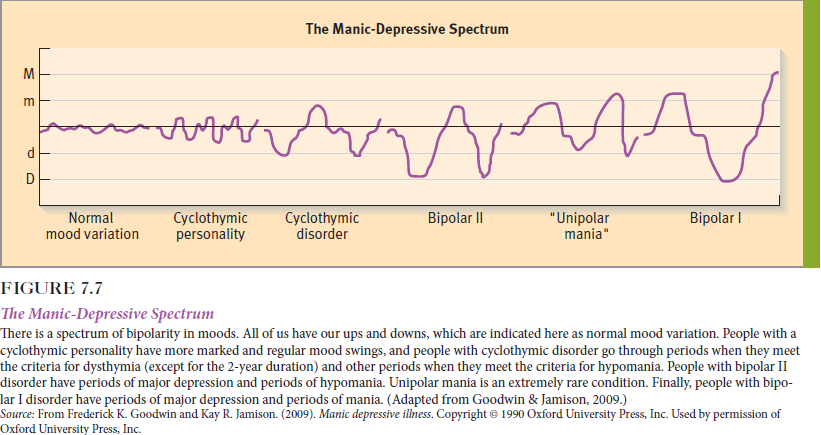 The Manic-Depressive Spectrum
M
m
d
D
Normal
mood variation
Cyclothymic
personality
Cyclothymic
disorder
Bipolar II
"Unipolar
mania"
Bipolar I
FIGURE 7.7
The Manic-Depressive Spectrum
There is a spectrum of bipolarity in moods. All of us have our ups and downs, which are indicated here as normal mood variation. People with a
cyclothymic personality have more marked and regular mood swings, and people with cyclothymic disorder go through periods when they meet
the criteria for dysthymia (except for the 2-year duration) and other periods when they meet the criteria for hypomania. People with bipolar II
disorder have periods of major depression and periods of hypomania. Unipolar mania is an extremely rare condition. Finally, people with bipo-
lar I disorder have periods of major depression and periods of mania. (Adapted from Goodwin & Jamison, 2009.)
Source: From Frederick K. Goodwin and Kay R. Jamison. (2009). Manic depressive illness. Copyright © 1990 Oxford University Press, Inc. Used by permission of
Oxford University Press, Inc.